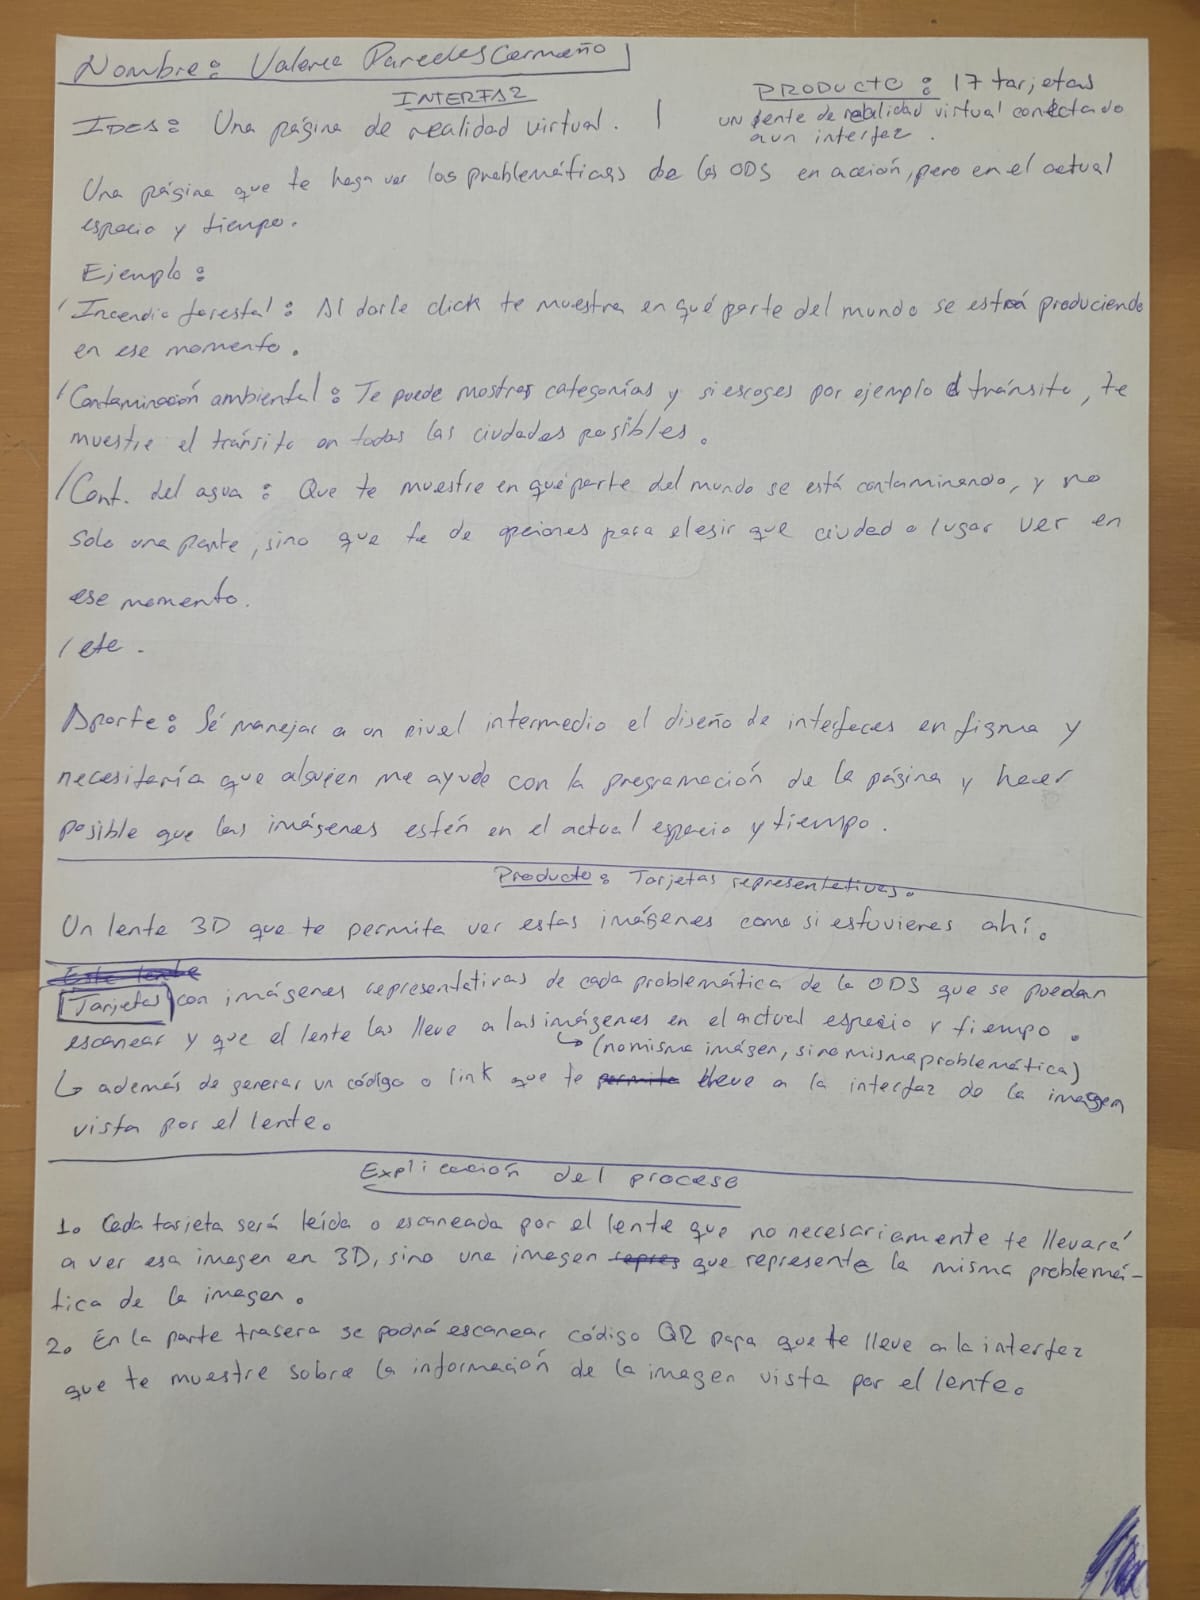 Nombre: Valeria Paredes Cermeño
INTERFAZ
PRODUCTO: 17 tarjetas
un lente de realidad virtual conectado
a un interfaz.
IDEA: Una página de realidad virtual.
Una página que te haga ver las problemáticas de las ODS en acción, pero en el actual
espacio y tiempo.
Ejemplo:
/Incendio forestal: Al darle click te muestra en qué parte del mundo se está produciendo
en ese momento.
/Contaminación ambiental: Te puede mostrar categorías y si escoges por ejemplo el tránsito, te
muestre el tránsito en todas las ciudades posibles.
/Cont. del agua: Que te muestre en qué parte del mundo se está contaminando, y no
solo una parte, sino que te de opciones para elegir que ciudad o lugar ver en
ese momento.
/ etc.
Aporte: Sé manejar a un nivel intermedio el diseño de interfaces en figma y
necesitaría que alguien me ayude con la programación de la página y hacer
posible que las imágenes estén en el actual espacio y tiempo.
Producto: Tarjetas representativas.
Un lente 3D que te permita ver estas imágenes como si estuvieras ahí.
Este lente
Tarjetas con imágenes representativas de cada problemática de la ODS que se puedan
escanear y que el lente las lleve a las imágenes en el actual espacio y tiempo.
↳ (no misma imágen, sino misma problemática)
↳ además de generar un código o link que te permita lleve a la interfaz de la imagen
vista por el lente.
Explicación del proceso
1. Cada tarjeta será leída o escaneada por el lente que no necesariamente te llevará
a ver esa imagen en 3D, sino una imagen repres que represente la misma problemá-
tica de la imagen.
2. En la parte trasera se podrá escanear código QR para que te lleve a la interfaz
que te muestre sobre la información de la imagen vista por el lente.